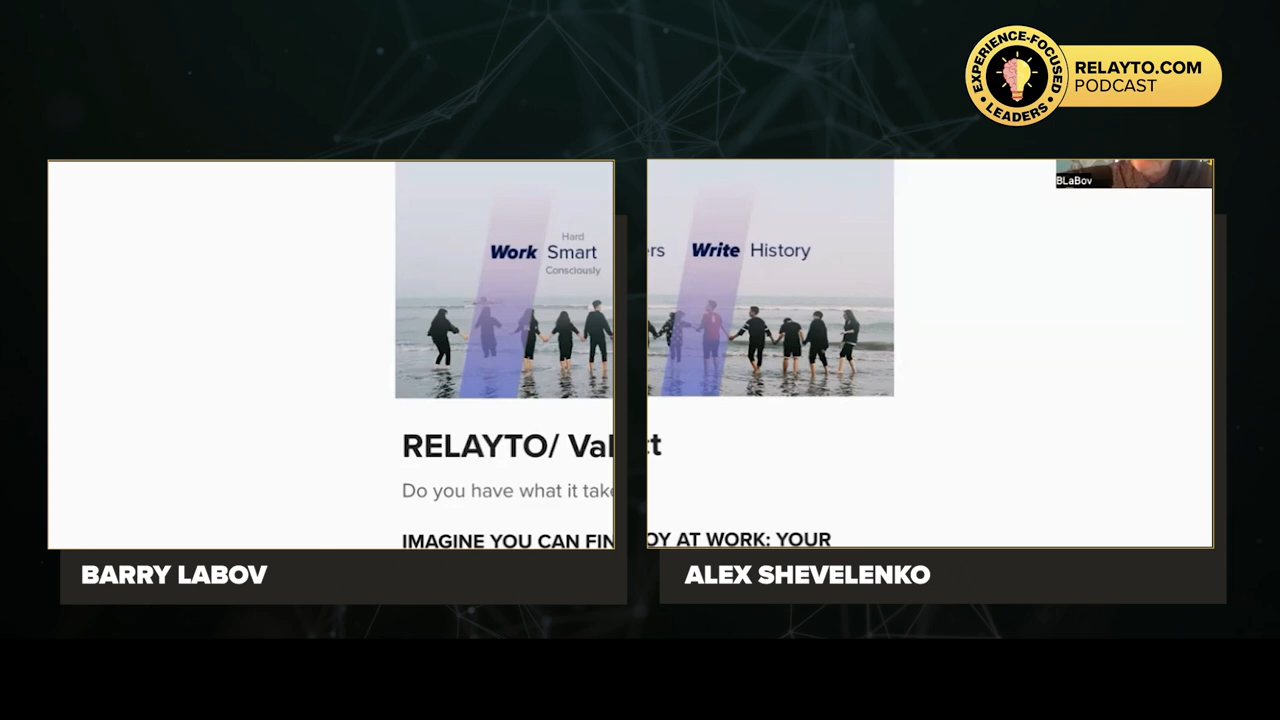 EXPERIENCE-FOCUSED
LEADERS
RELAYTO.COM
PODCAST
BLaBov
Hard
Work Smart
Consciously
Write History
RELAYTO/
Do you have what it
IMAGINE YOU CAN
AT WORK: YOUR
BARRY LABOV
ALEX SHEVELENKO